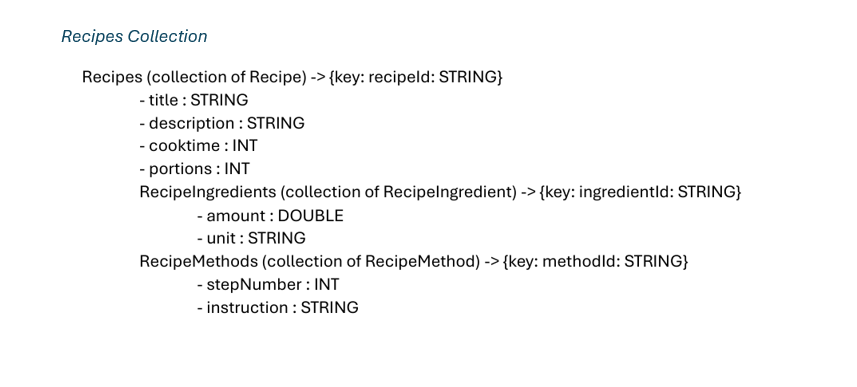 Recipes Collection
Recipes (collection of Recipe) -> {key: recipeId: STRING}
- title : STRING
- description : STRING
- cooktime : INT
- portions : INT
RecipeIngredients (collection of RecipeIngredient) -> {key: ingredientId: STRING}
- amount : DOUBLE
- unit : STRING
RecipeMethods (collection of RecipeMethod) -> {key: methodId: STRING}
- stepNumber : INT
- instruction : STRING